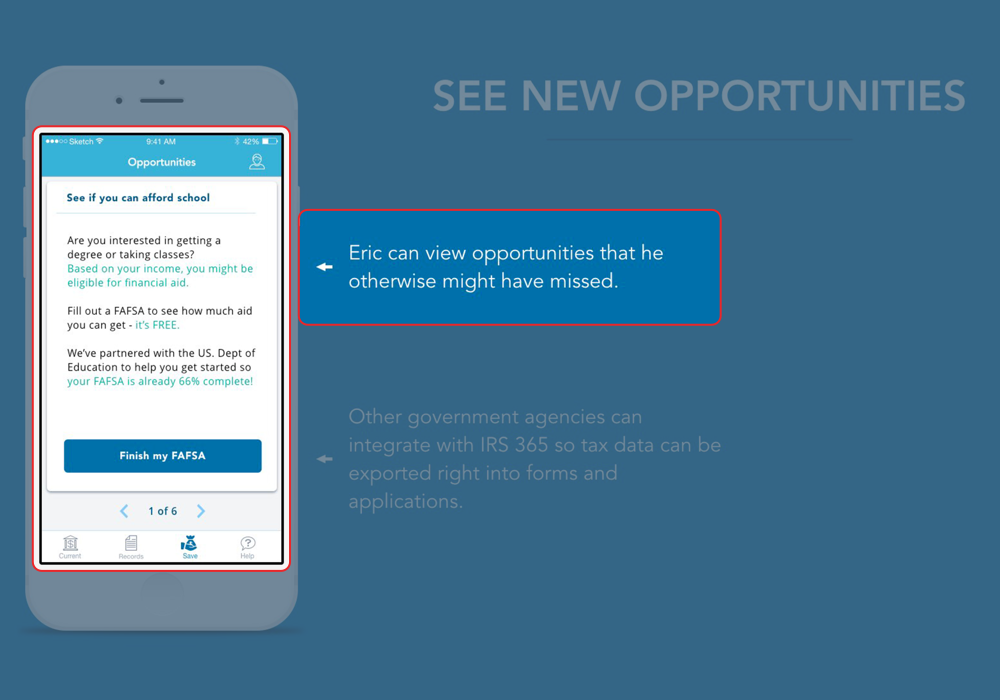 SEE NEW OPPORTUNITIES
Sketch 9:41 AM 42%
Opportunities
See if you can afford school
Are you interested in getting a
degree or taking classes?
Based on your income, you might be
eligible for financial aid.
Fill out a FAFSA to see how much aid
you can get - it's FREE.
We've partnered with the US. Dept of
Education to help you get started so
your FAFSA is already 66% complete!
Finish my FAFSA
1 of 6
Current Records Save Help
Eric can view opportunities that he
otherwise might have missed.
Other government agencies can
integrate with IRS 365 so tax data can be
exported right into forms and
applications.